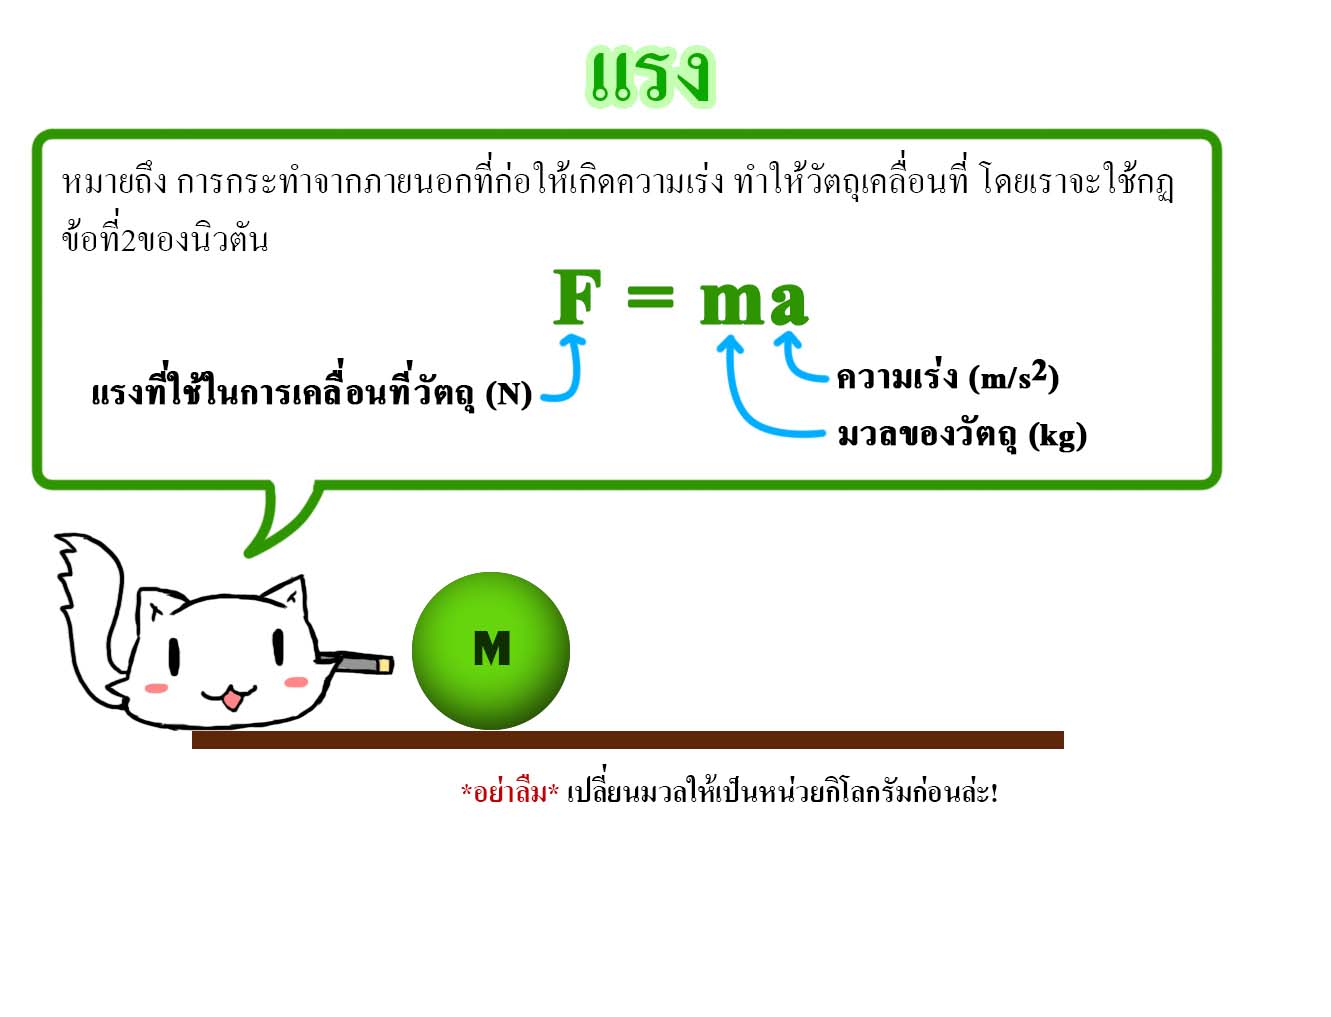 แรง
หมายถึง การกระทำจากภายนอกที่ก่อให้เกิดความเร่ง ทำให้วัตถุเคลื่อนที่ โดยเราจะใช้กฏ
ข้อที่2ของนิวตัน
F = ma
แรงที่ใช้ในการเคลื่อนที่วัตถุ (N)
ความเร่ง (m/s²)
มวลของวัตถุ (kg)
M
*อย่าลืม* เปลี่ยนมวลให้เป็นหน่วยกิโลกรัมก่อนล่ะ!